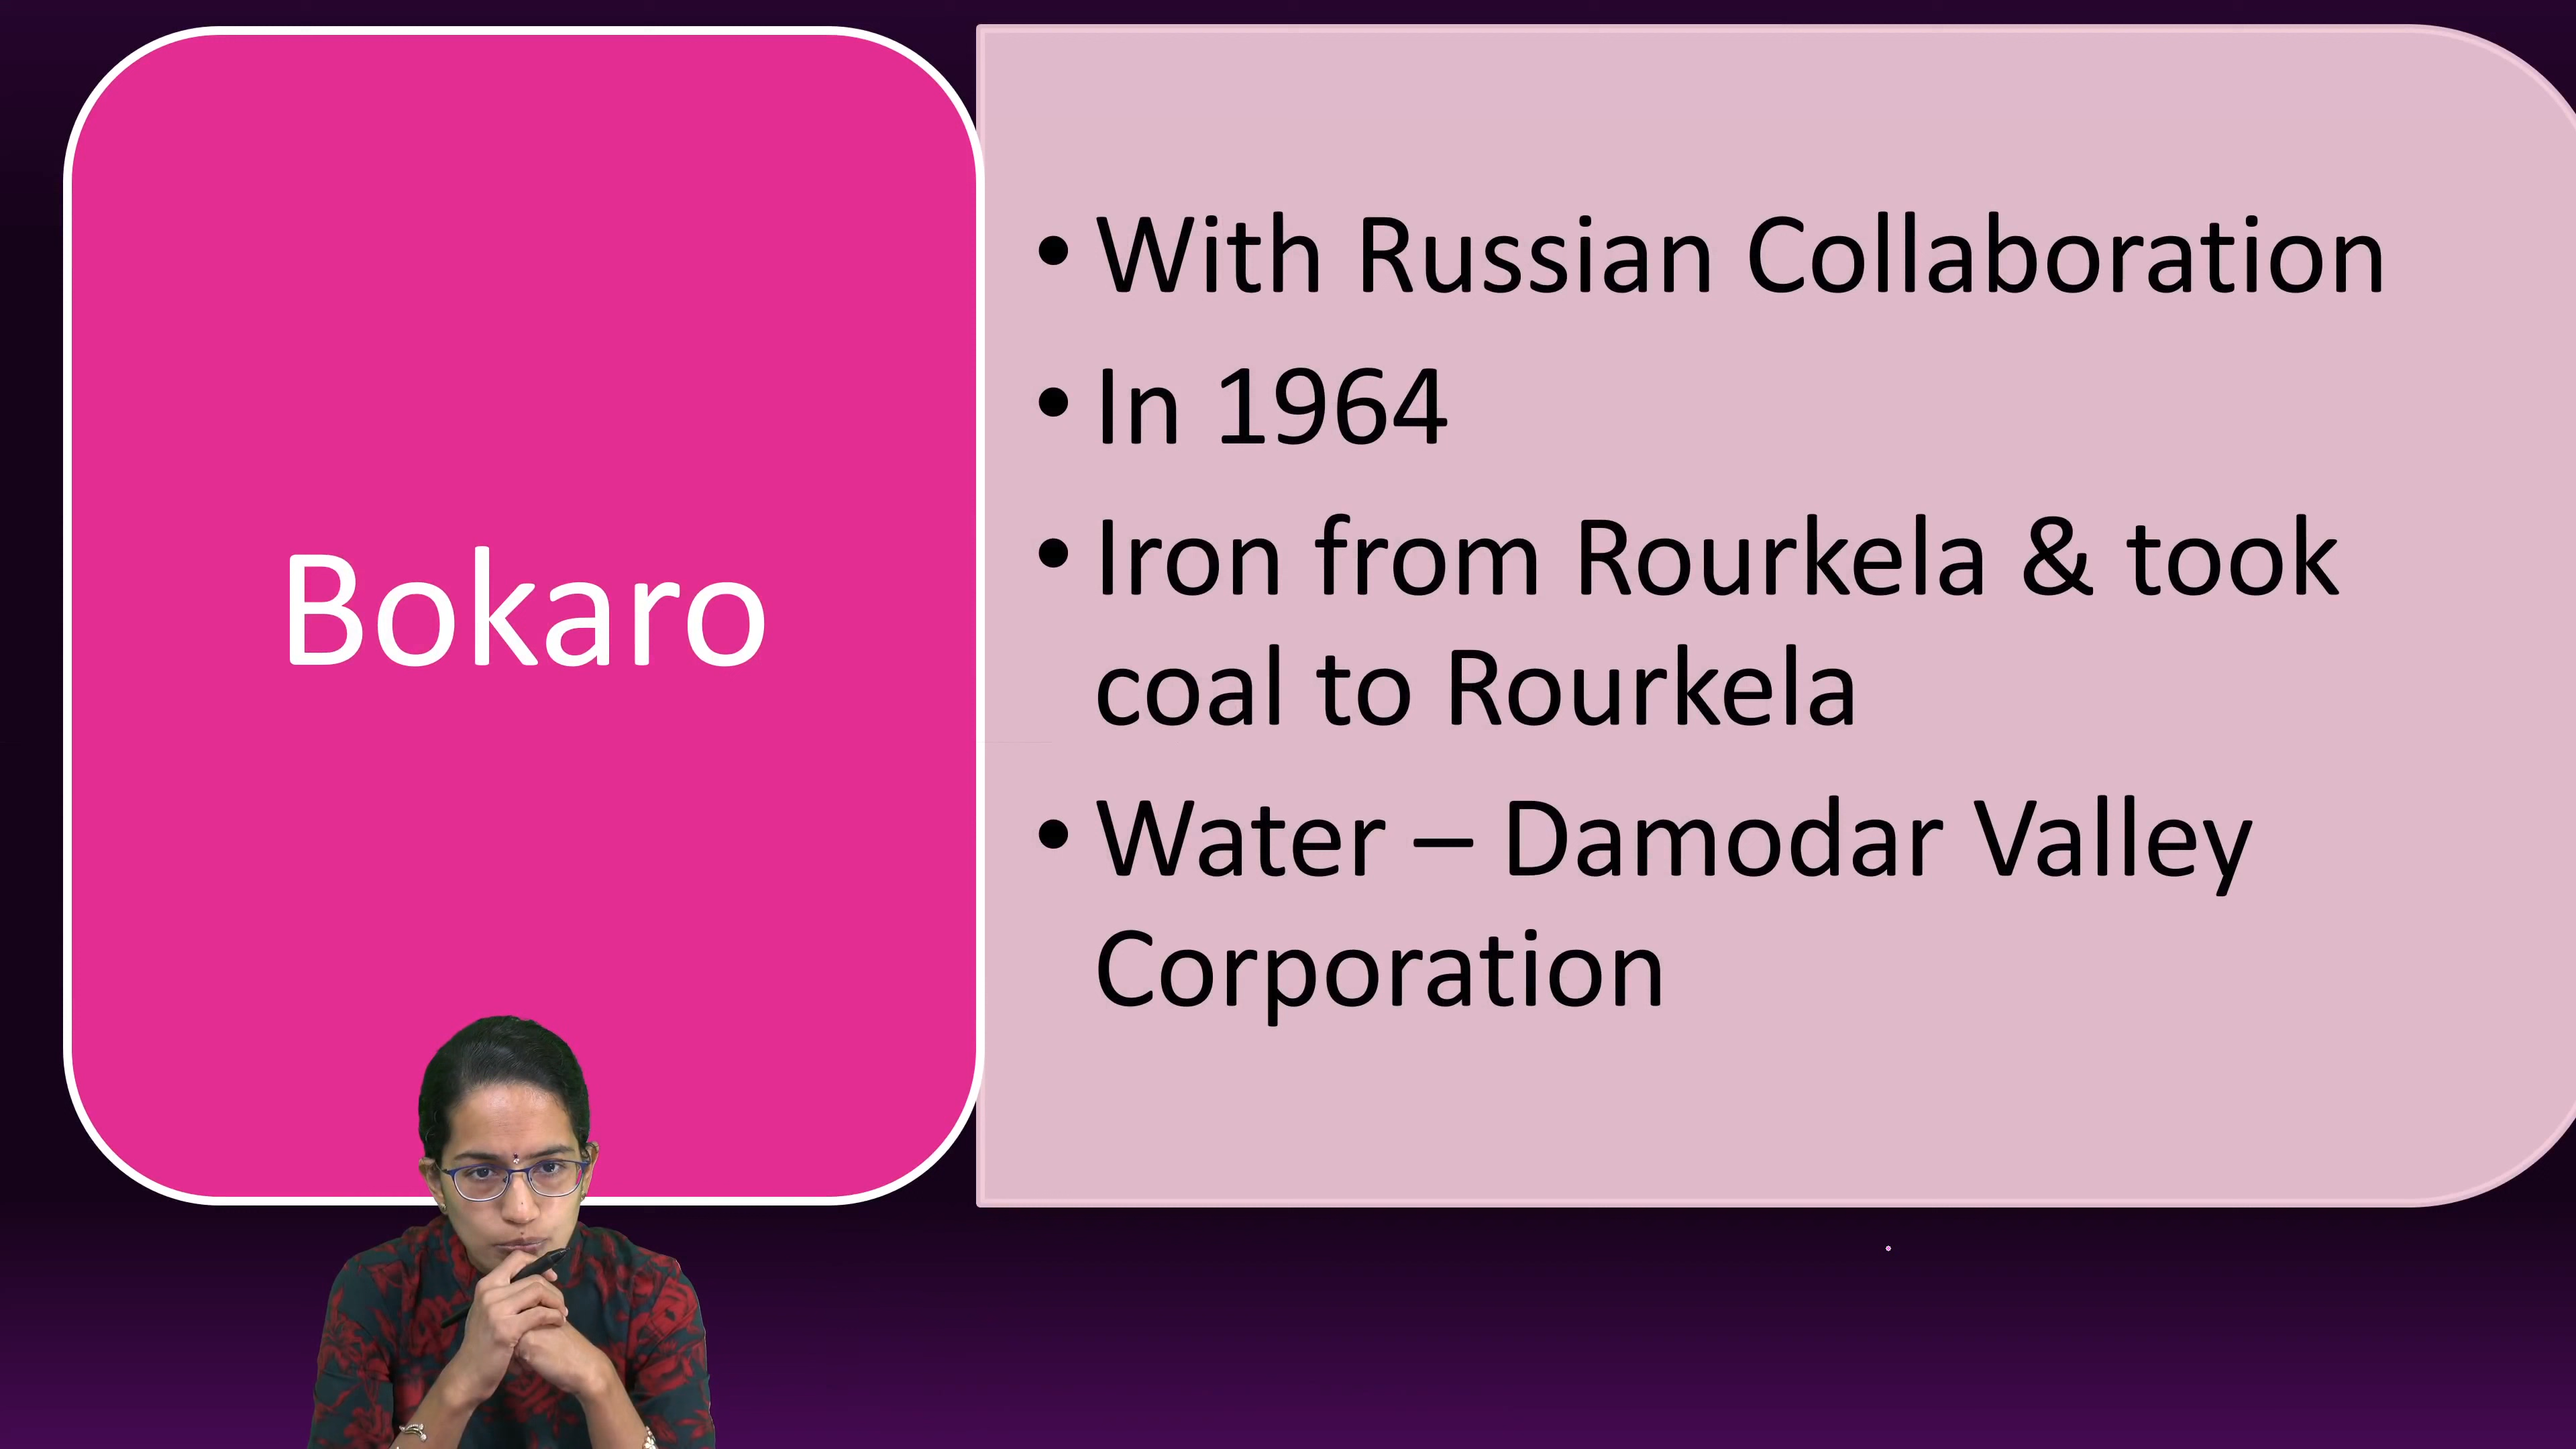 Bokaro
• With Russian Collaboration
• In 1964
• Iron from Rourkela & took
coal to Rourkela
• Water – Damodar Valley
Corporation